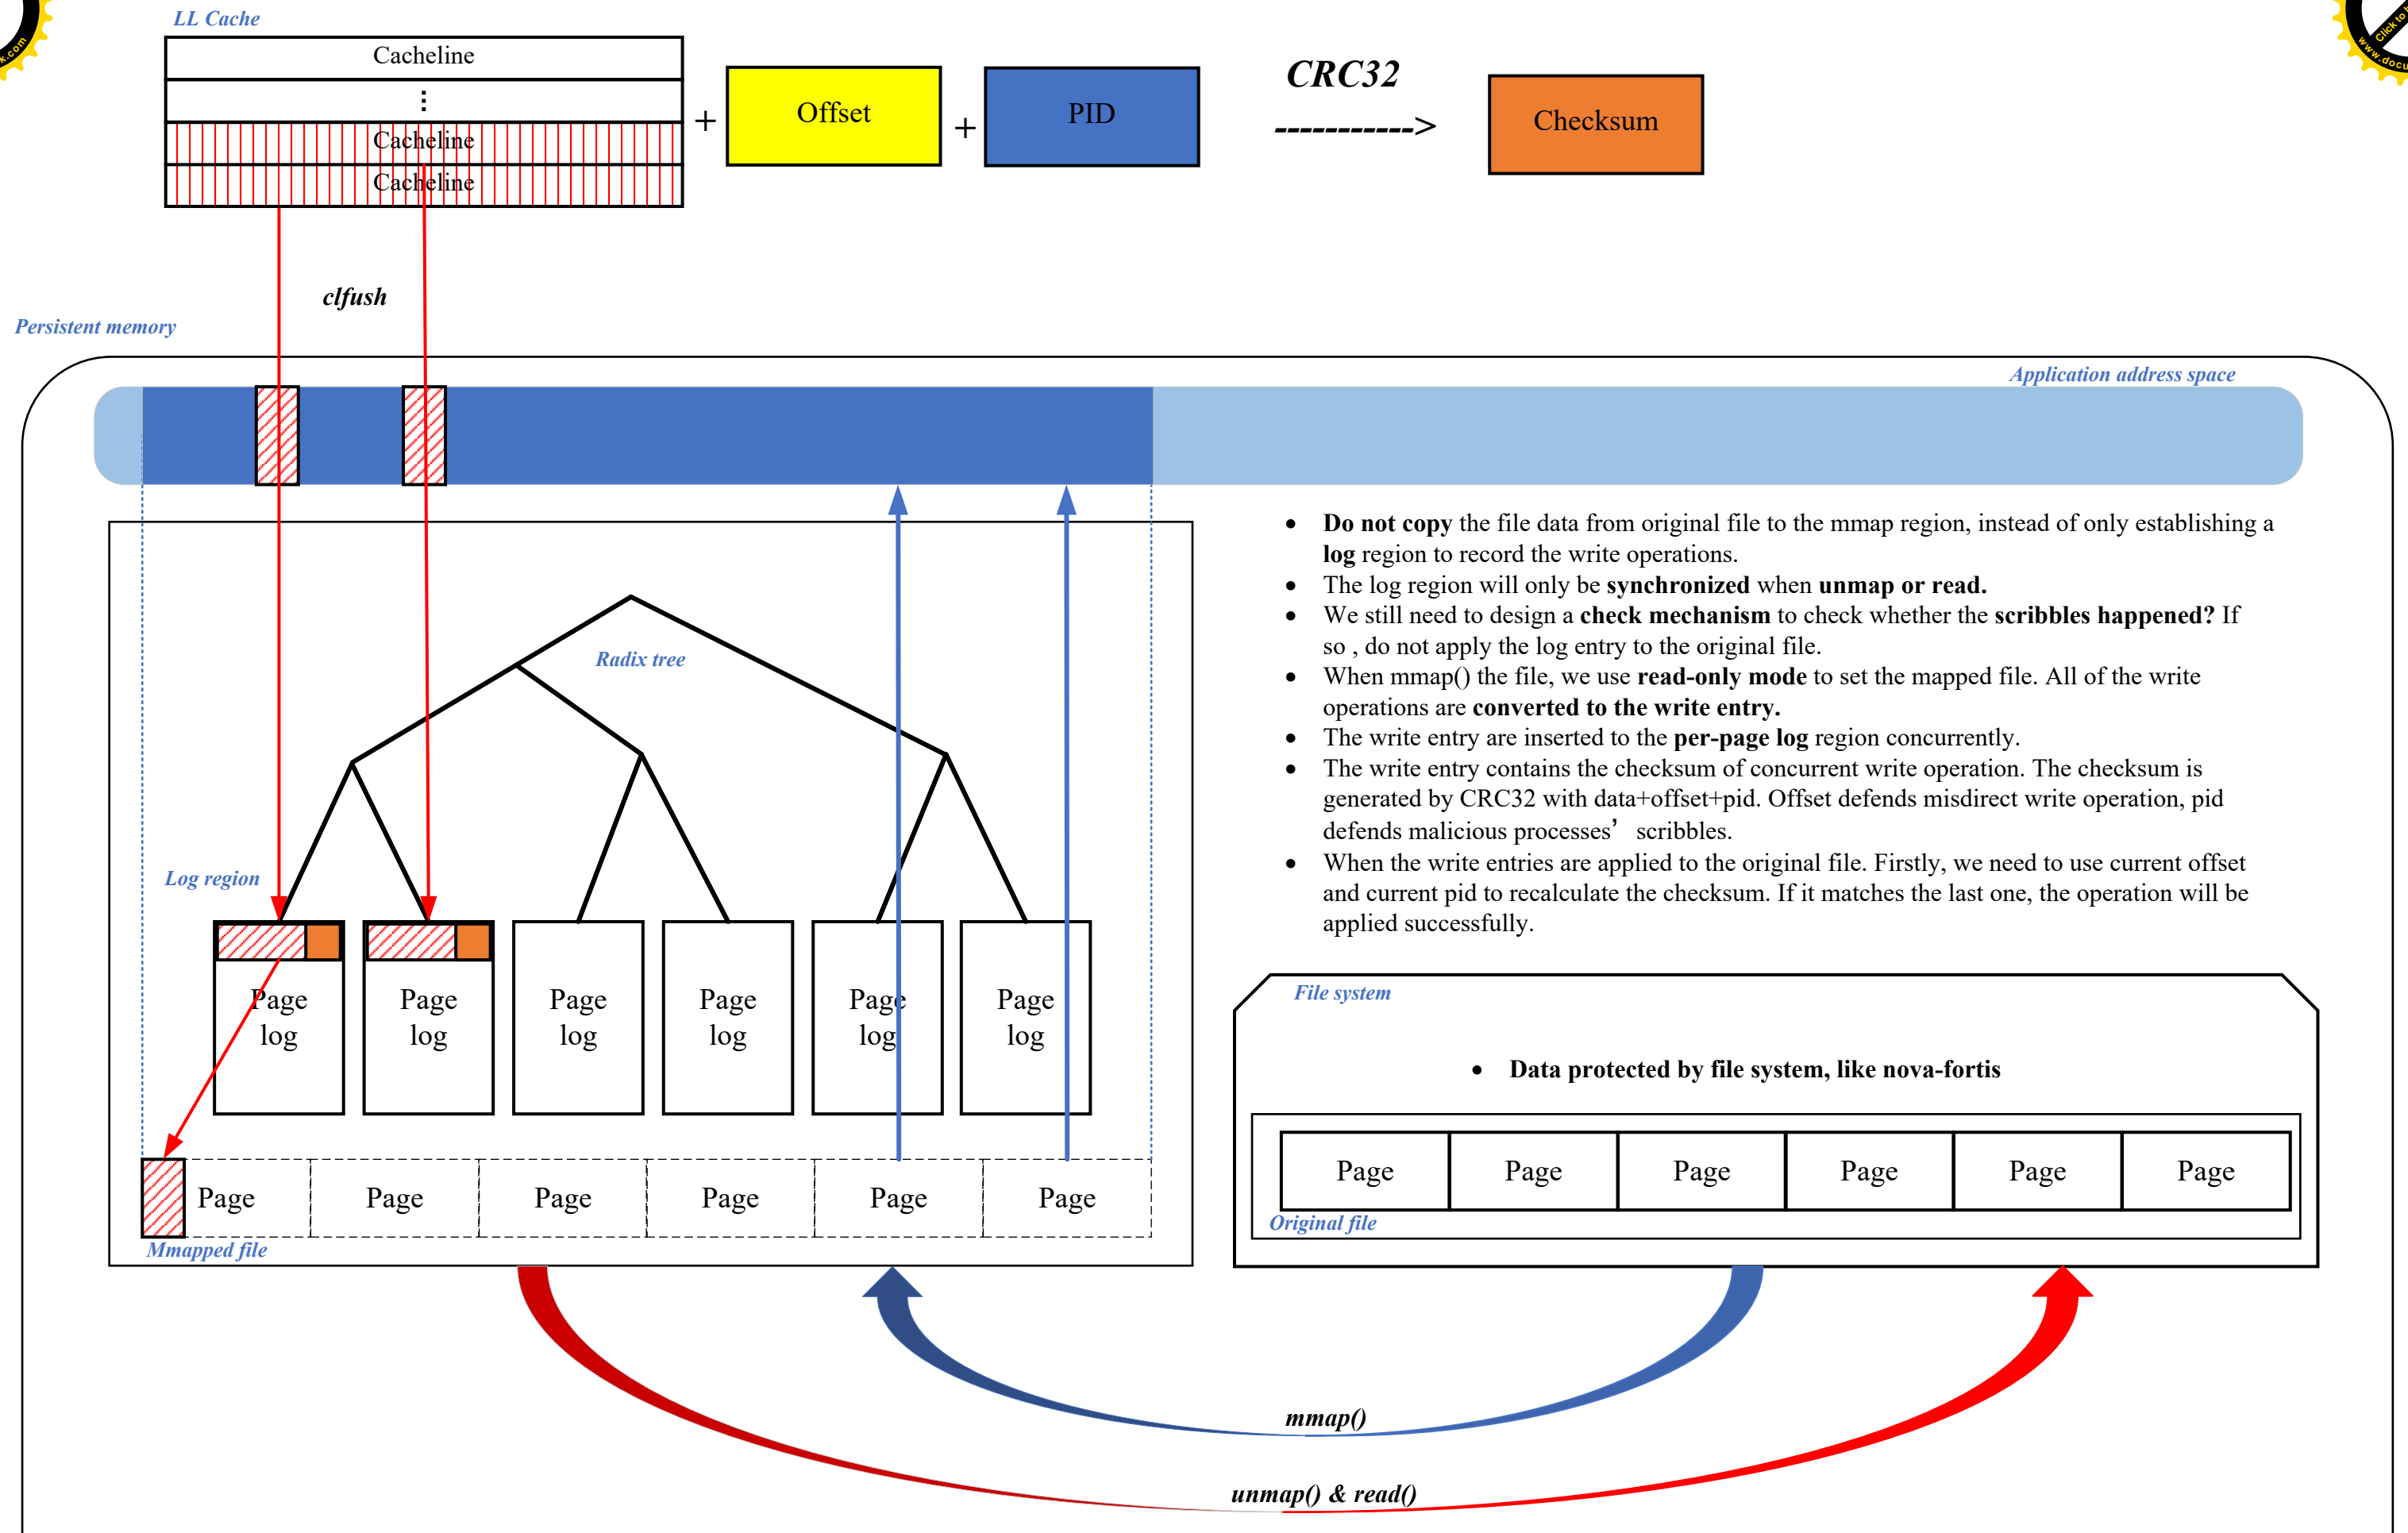 LL Cache
Cacheline
⋮
Cacheline
Cacheline
+
Offset
+
PID
CRC32
----------->
Checksum
clfush
Persistent memory
Application address space
• Do not copy the file data from original file to the mmap region, instead of only establishing a
log region to record the write operations.
• The log region will only be synchronized when unmap or read.
• We still need to design a check mechanism to check whether the scribbles happened? If
so , do not apply the log entry to the original file.
• When mmap() the file, we use read-only mode to set the mapped file. All of the write
operations are converted to the write entry.
• The write entry are inserted to the per-page log region concurrently.
• The write entry contains the checksum of concurrent write operation. The checksum is
generated by CRC32 with data+offset+pid. Offset defends misdirect write operation, pid
defends malicious processes’ scribbles.
• When the write entries are applied to the original file. Firstly, we need to use current offset
and current pid to recalculate the checksum. If it matches the last one, the operation will be
applied successfully.
Radix tree
Log region
Page
log
Page
log
Page
log
Page
log
Page
log
Page
log
Page
Page
Page
Page
Page
Page
Mmapped file
File system
• Data protected by file system, like nova-fortis
Page
Page
Page
Page
Page
Page
Original file
mmap()
unmap() & read()
k.com
Click to
www.docu